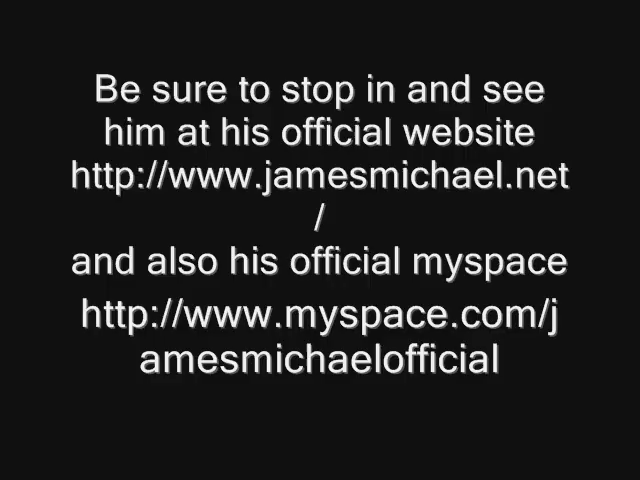 Be sure to stop in and see
him at his official website
http://www.jamesmichael.net
/
and also his official myspace
http://www.myspace.com/j
amesmichaelofficial